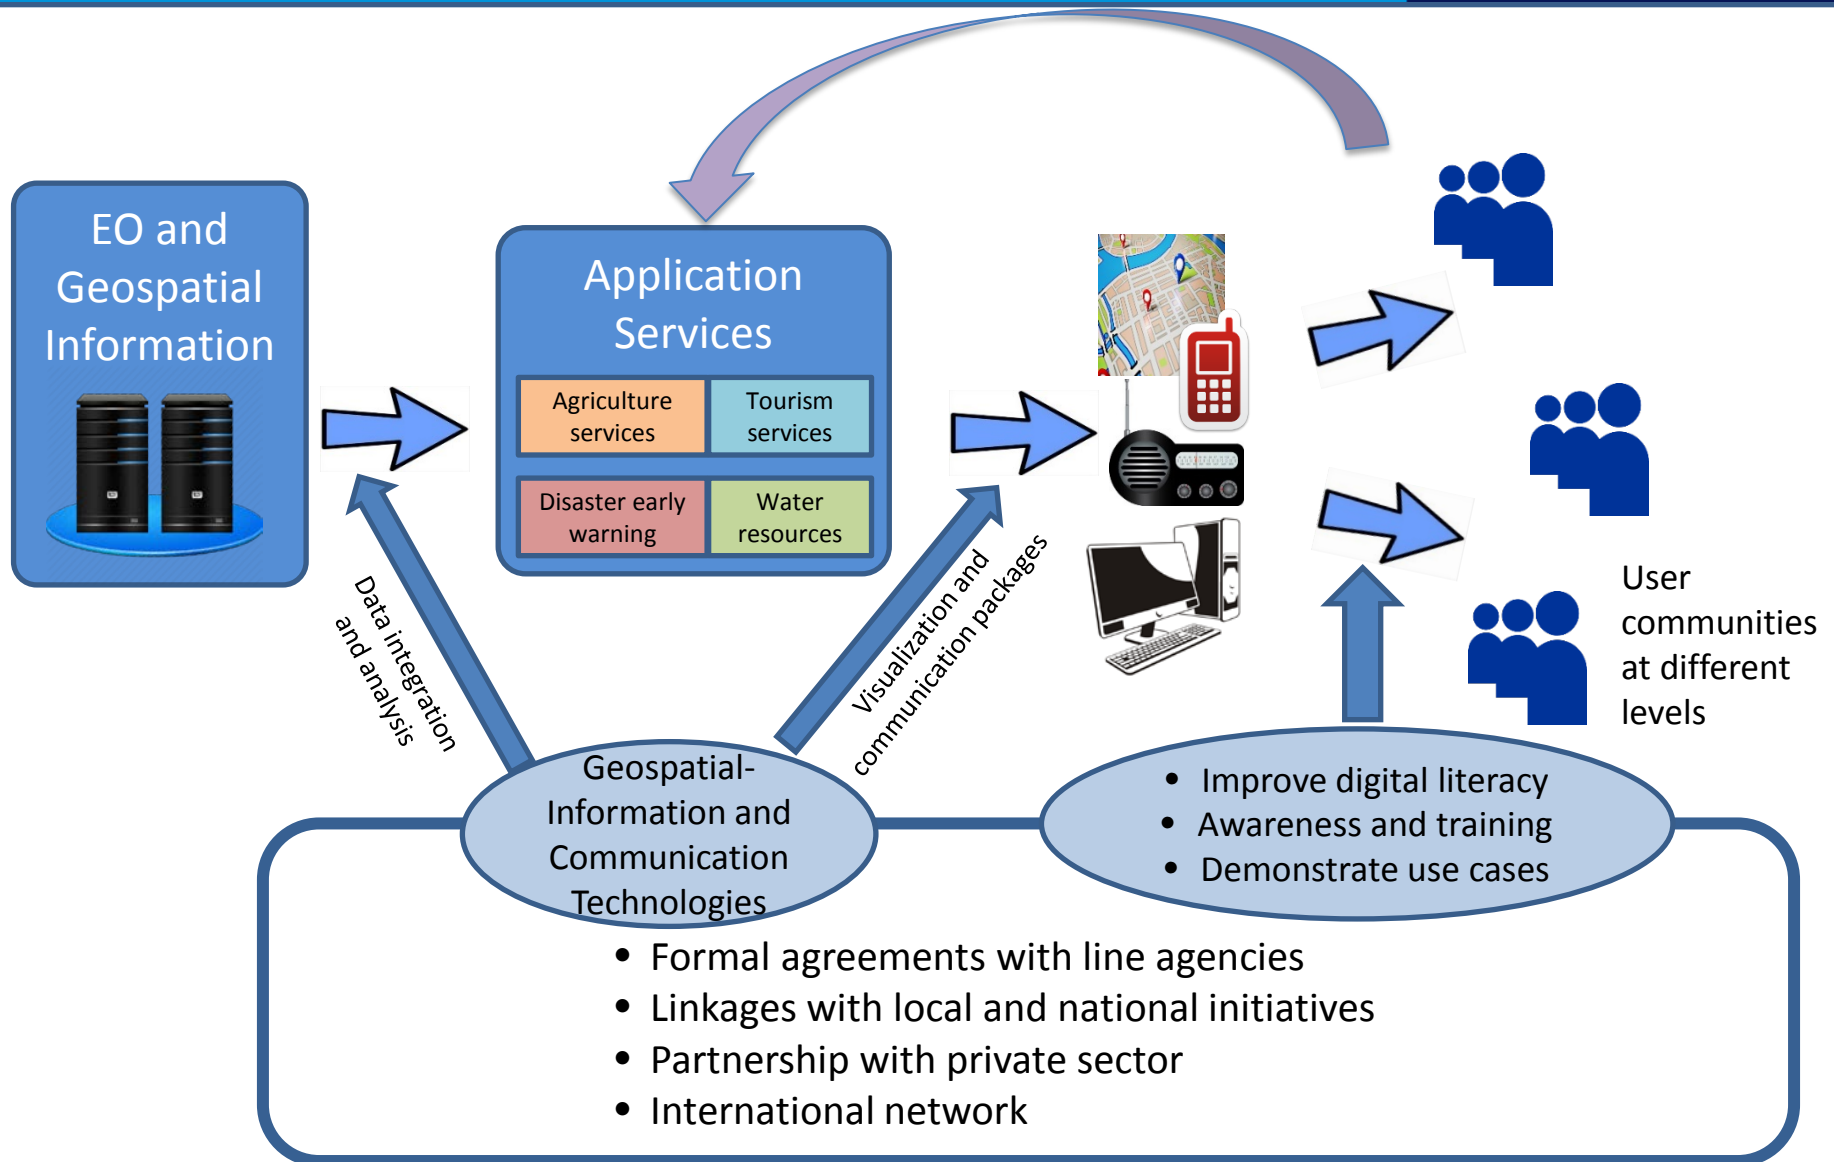 EO and
Geospatial
Information
Application
Services
Agriculture
services
Tourism
services
Disaster early
warning
Water
resources
Data integration
and analysis
Visualization and
communication packages
User
communities
at different
levels
Geospatial-
Information and
Communication
Technologies
• Improve digital literacy
• Awareness and training
• Demonstrate use cases
• Formal agreements with line agencies
• Linkages with local and national initiatives
• Partnership with private sector
• International network